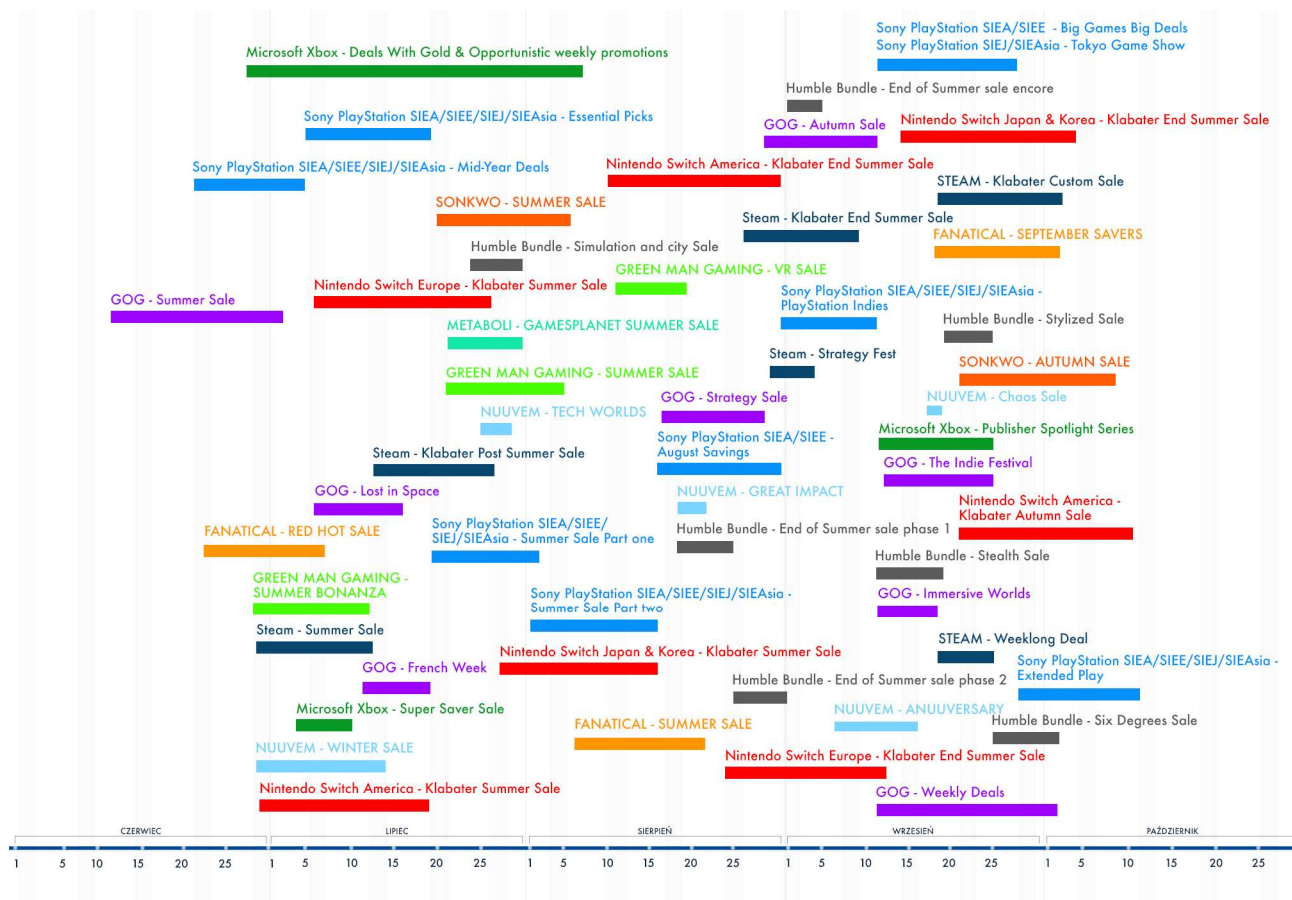 Sony PlayStation SIEA/SIEE - Big Games Big Deals
Sony PlayStation SIEJ/SIEAsia - Tokyo Game Show
Microsoft Xbox - Deals With Gold & Opportunistic weekly promotions
Humble Bundle - End of Summer sale encore
Sony PlayStation SIEA/SIEE/SIEJ/SIEAsia - Essential Picks
GOG - Autumn Sale
Nintendo Switch Japan & Korea - Klabater End Summer Sale
Sony PlayStation SIEA/SIEE/SIEJ/SIEAsia - Mid-Year Deals
Nintendo Switch America - Klabater End Summer Sale
STEAM - Klabater Custom Sale
SONKWO - SUMMER SALE
Steam - Klabater End Summer Sale
FANATICAL - SEPTEMBER SAVERS
Humble Bundle - Simulation and city Sale
GREEN MAN GAMING - VR SALE
Nintendo Switch Europe - Klabater Summer Sale
Sony PlayStation SIEA/SIEE/SIEJ/SIEAsia -
PlayStation Indies
GOG - Summer Sale
METABOLI - GAMESPLANET SUMMER SALE
Humble Bundle - Stylized Sale
Steam - Strategy Fest
SONKWO - AUTUMN SALE
GREEN MAN GAMING - SUMMER SALE
GOG - Strategy Sale
NUUVEM - Chaos Sale
NUUVEM - TECH WORLDS
Microsoft Xbox - Publisher Spotlight Series
Sony PlayStation SIEA/SIEE -
August Savings
Steam - Klabater Post Summer Sale
GOG - The Indie Festival
GOG - Lost in Space
NUUVEM - GREAT IMPACT
Nintendo Switch America -
Klabater Autumn Sale
FANATICAL - RED HOT SALE
Sony PlayStation SIEA/SIEE/
SIEJ/SIEAsia - Summer Sale Part one
Humble Bundle - End of Summer sale phase 1
Humble Bundle - Stealth Sale
GREEN MAN GAMING -
SUMMER BONANZA
Sony PlayStation SIEA/SIEE/SIEJ/SIEAsia -
Summer Sale Part two
GOG - Immersive Worlds
Steam - Summer Sale
STEAM - Weeklong Deal
Nintendo Switch Japan & Korea - Klabater Summer Sale
Sony PlayStation SIEA/SIEE/SIEJ/SIEAsia -
Extended Play
GOG - French Week
Humble Bundle - End of Summer sale phase 2
Microsoft Xbox - Super Saver Sale
NUUVEM - ANUUVERSARY
FANATICAL - SUMMER SALE
Humble Bundle - Six Degrees Sale
NUUVEM - WINTER SALE
Nintendo Switch Europe - Klabater End Summer Sale
Nintendo Switch America - Klabater Summer Sale
GOG - Weekly Deals
CZERWIEC LIPIEC SIERPIEŃ WRZESIEŃ PAŹDZIERNIK
1 5 10 15 20 25 1 5 10 15 20 25 1 5 10 15 20 25 1 5 10 15 20 25 1 5 10 15 20 25